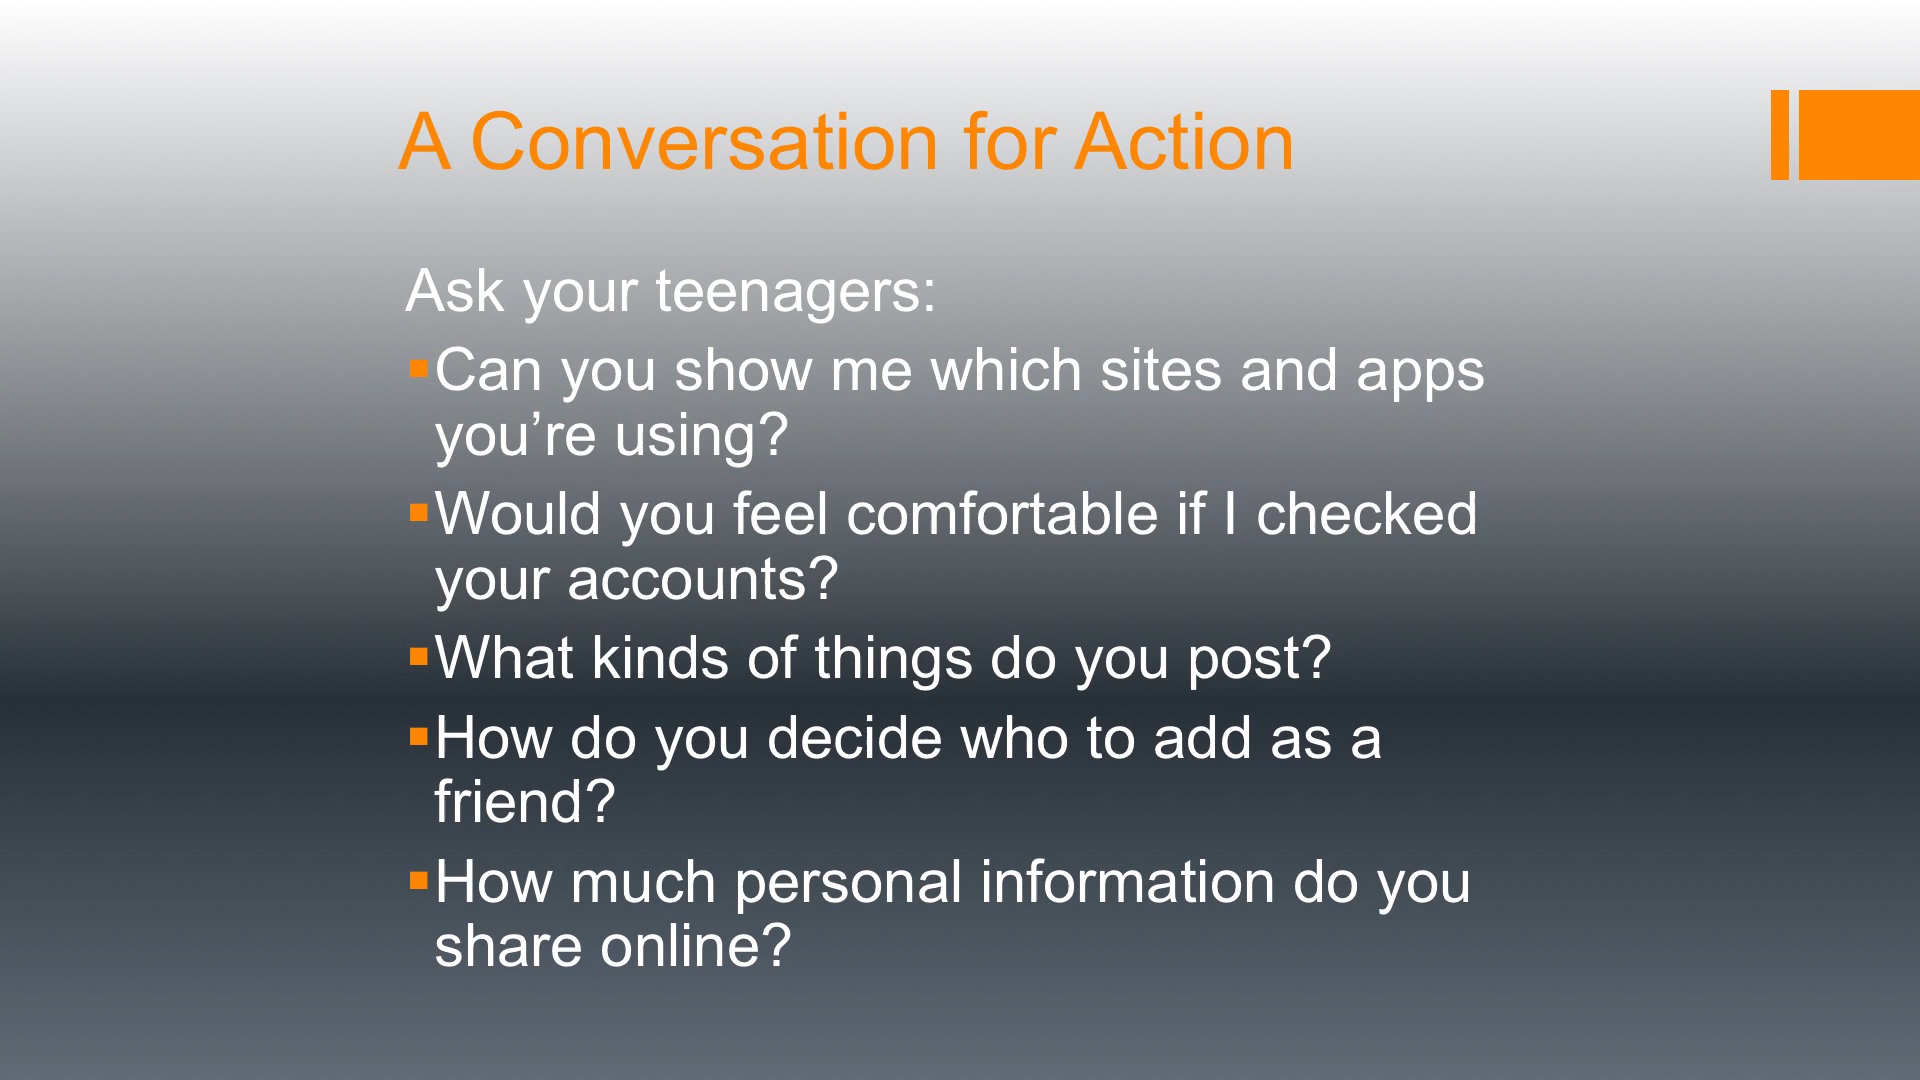 A Conversation for Action
Ask your teenagers:
▪Can you show me which sites and apps
you’re using?
▪Would you feel comfortable if I checked
your accounts?
▪What kinds of things do you post?
▪How do you decide who to add as a
friend?
▪How much personal information do you
share online?